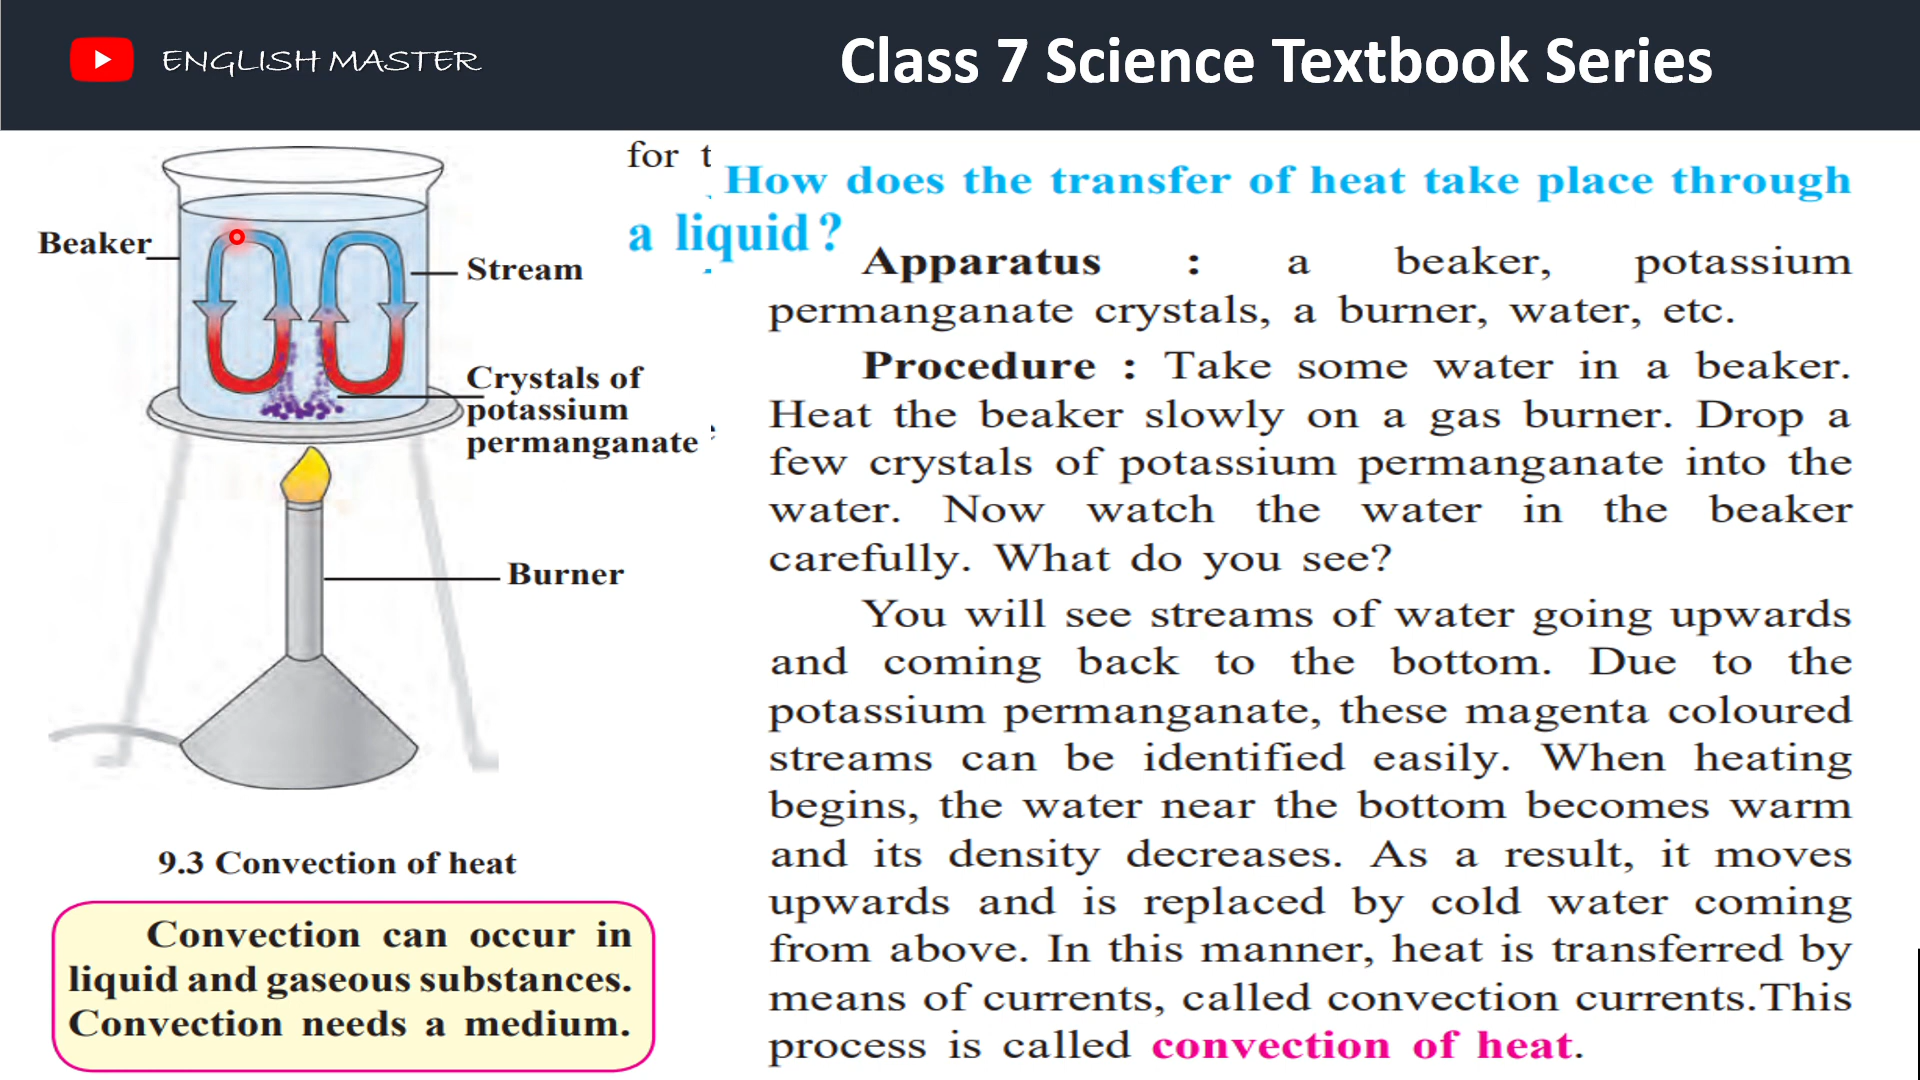 ENGLISH MASTER
Class 7 Science Textbook Series
for t
How does the transfer of heat take place through
a liquid?
Apparatus : a beaker, potassium
permanganate crystals, a burner, water, etc.
Procedure : Take some water in a beaker.
Heat the beaker slowly on a gas burner. Drop a
few crystals of potassium permanganate into the
water. Now watch the water in the beaker
carefully. What do you see?
You will see streams of water going upwards
and coming back to the bottom. Due to the
potassium permanganate, these magenta coloured
streams can be identified easily. When heating
begins, the water near the bottom becomes warm
and its density decreases. As a result, it moves
upwards and is replaced by cold water coming
from above. In this manner, heat is transferred by
means of currents, called convection currents.This
process is called convection of heat.
Beaker
Stream
Crystals of
potassium
permanganate
Burner
9.3 Convection of heat
Convection can occur in
liquid and gaseous substances.
Convection needs a medium.